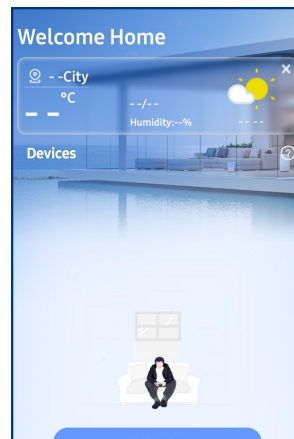 Welcome Home
- -City
°C
- -
- -/- -
Humidity:--%
- - - -
Devices